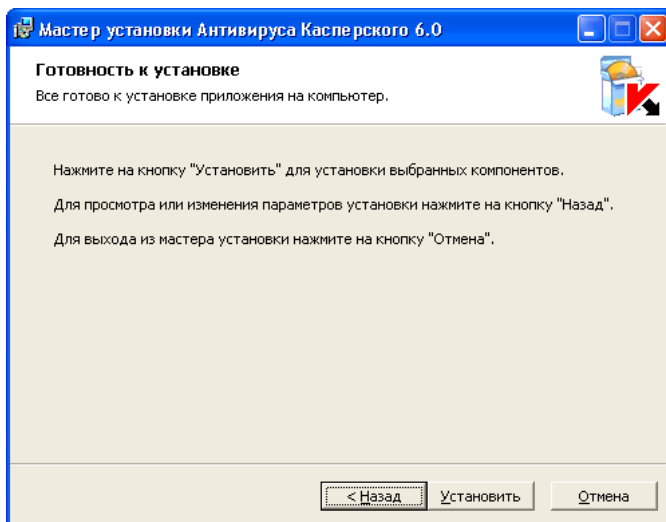 Мастер установки Антивируса Касперского 6.0
Готовность к установке
Все готово к установке приложения на компьютер.
Нажмите на кнопку "Установить" для установки выбранных компонентов.
Для просмотра или изменения параметров установки нажмите на кнопку "Назад".
Для выхода из мастера установки нажмите на кнопку "Отмена".
< Назад Установить Отмена